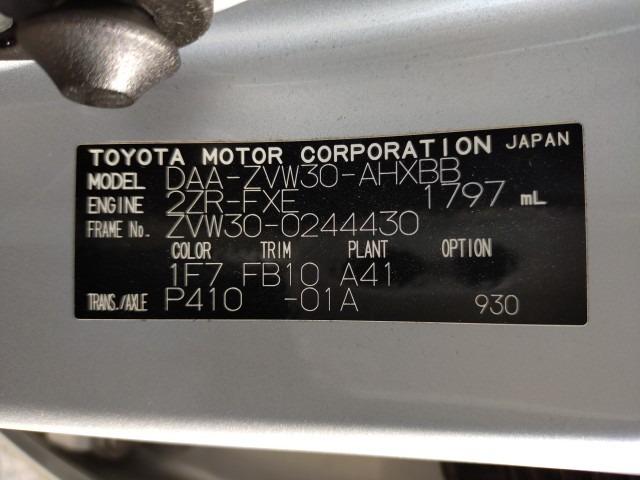 TOYOTA MOTOR CORPORATION JAPAN
MODEL DAA-ZVW30-AHXBB
ENGINE 2ZR-FXE 1797 mL
FRAME No. ZVW30-0244430
COLOR TRIM PLANT OPTION
1F7 FB10 A41
TRANS./AXLE P410 -01A 930